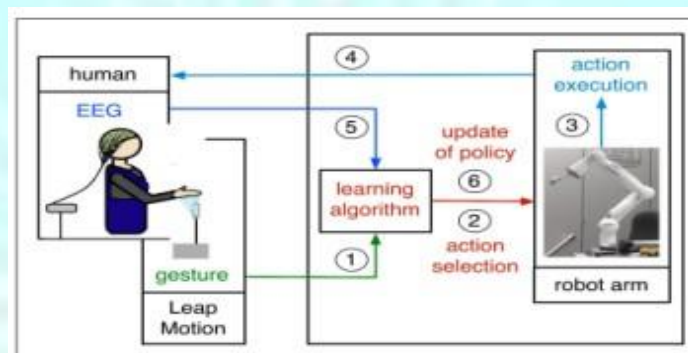 human
EEG
gesture
Leap
Motion
④
⑤
①
learning
algorithm
update
of policy
⑥
②
action
selection
action
execution
③
robot arm